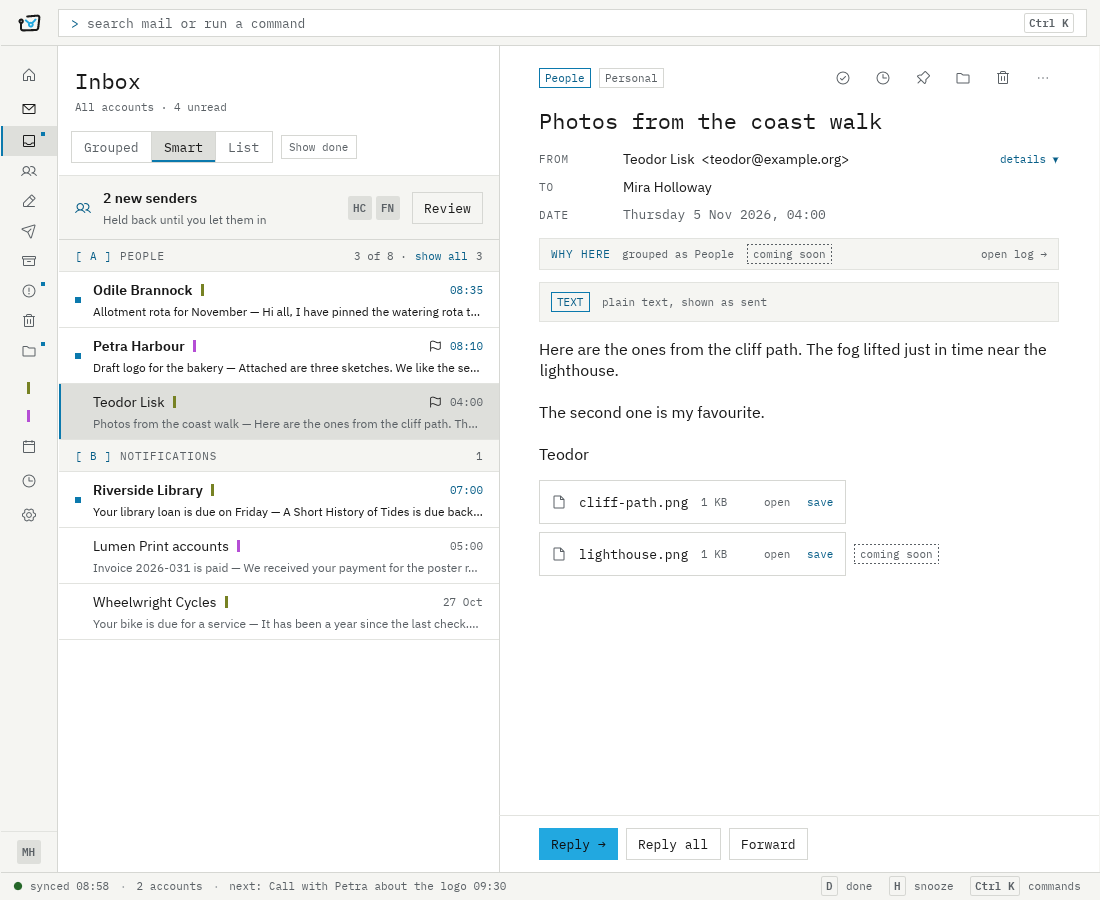 > search mail or run a command Ctrl K
Inbox
All accounts · 4 unread
Grouped Smart List Show done
2 new senders
Held back until you let them in
HC FN Review
[ A ] PEOPLE 3 of 8 · show all 3
Odile Brannock 08:35
Allotment rota for November — Hi all, I have pinned the watering rota t...
Petra Harbour 08:10
Draft logo for the bakery — Attached are three sketches. We like the se...
Teodor Lisk 04:00
Photos from the coast walk — Here are the ones from the cliff path. Th...
[ B ] NOTIFICATIONS 1
Riverside Library 07:00
Your library loan is due on Friday — A Short History of Tides is due back...
Lumen Print accounts 05:00
Invoice 2026-031 is paid — We received your payment for the poster r...
Wheelwright Cycles 27 Oct
Your bike is due for a service — It has been a year since the last check....
People Personal
Photos from the coast walk
FROM Teodor Lisk <teodor@example.org> details ▾
TO Mira Holloway
DATE Thursday 5 Nov 2026, 04:00
WHY HERE grouped as People coming soon open log →
TEXT plain text, shown as sent
Here are the ones from the cliff path. The fog lifted just in time near the
lighthouse.
The second one is my favourite.
Teodor
cliff-path.png 1 KB open save
lighthouse.png 1 KB open save coming soon
Reply → Reply all Forward
MH
synced 08:58 · 2 accounts · next: Call with Petra about the logo 09:30
D done H snooze Ctrl K commands